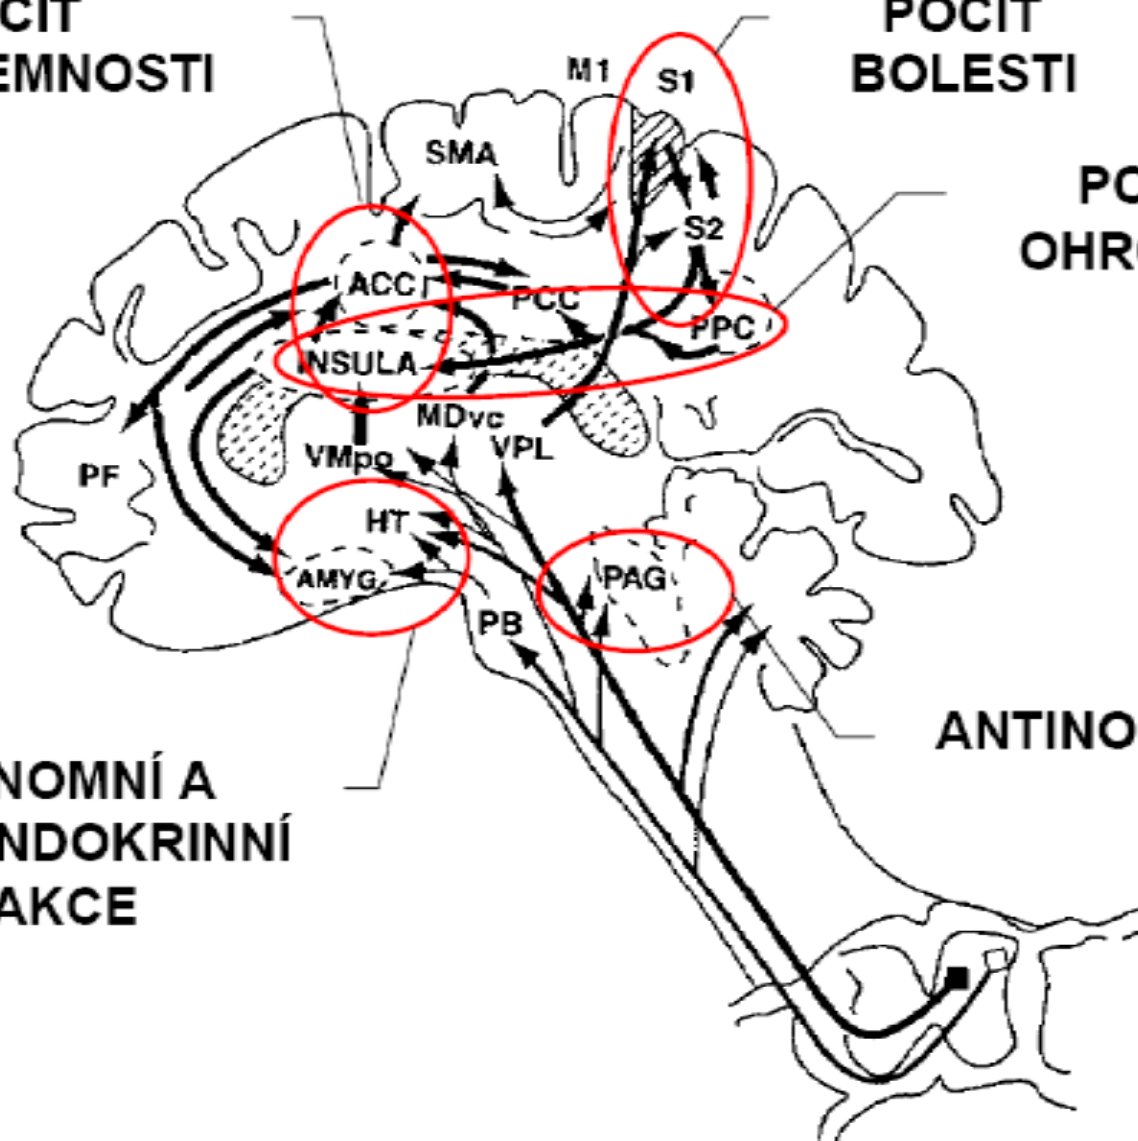 CIT
EMNOSTI
POCIT
BOLESTI
M1
S1
SMA
PO
OHR
S2
ACC
PCC
PPC
INSULA
MDvc
VPL
VMpo
PF
HT
AMYG
PAG
PB
ANTINO
NOMNÍ A
NDOKRINNÍ
AKCE